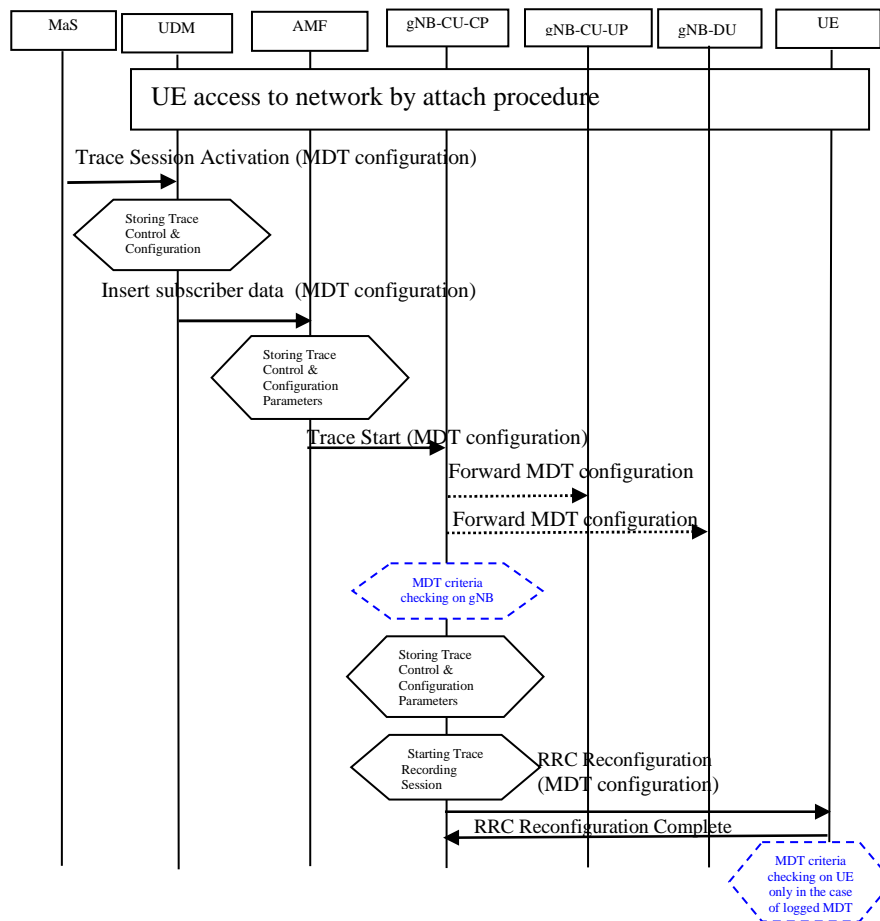 MaS
UDM
AMF
gNB-CU-CP
gNB-CU-UP
gNB-DU
UE
UE access to network by attach procedure
Trace Session Activation (MDT configuration)
Storing Trace
Control &
Configuration
Insert subscriber data (MDT configuration)
Storing Trace
Control &
Configuration
Parameters
Trace Start (MDT configuration)
Forward MDT configuration
Forward MDT configuration
MDT criteria
checking on gNB
Storing Trace
Control &
Configuration
Parameters
Starting Trace
Recording
Session
RRC Reconfiguration
(MDT configuration)
RRC Reconfiguration Complete
MDT criteria
checking on UE
only in the case
of logged MDT